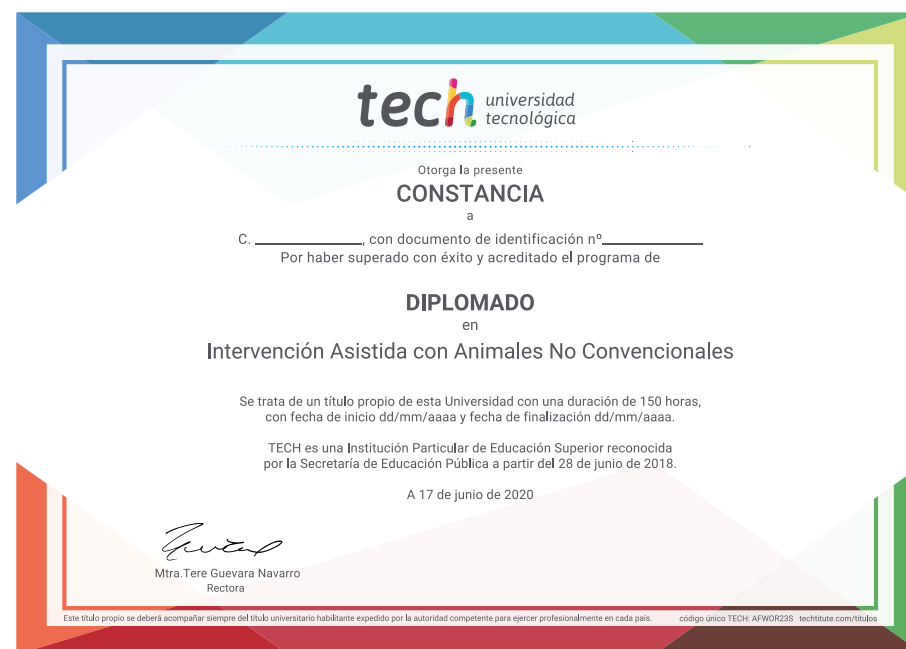 tech universidad
tecnológica
Otorga la presente
CONSTANCIA
a
C. ____________, con documento de identificación nº____________
Por haber superado con éxito y acreditado el programa de
DIPLOMADO
en
Intervención Asistida con Animales No Convencionales
Se trata de un título propio de esta Universidad con una duración de 150 horas,
con fecha de inicio dd/mm/aaaa y fecha de finalización dd/mm/aaaa.
TECH es una Institución Particular de Educación Superior reconocida
por la Secretaría de Educación Pública a partir del 28 de junio de 2018.
A 17 de junio de 2020
Mtra.Tere Guevara Navarro
Rectora
Este título propio se deberá acompañar siempre del título universitario habilitante expedido por la autoridad competente para ejercer profesionalmente en cada país. código único TECH: AFWOR23S techtitute.com/titulos